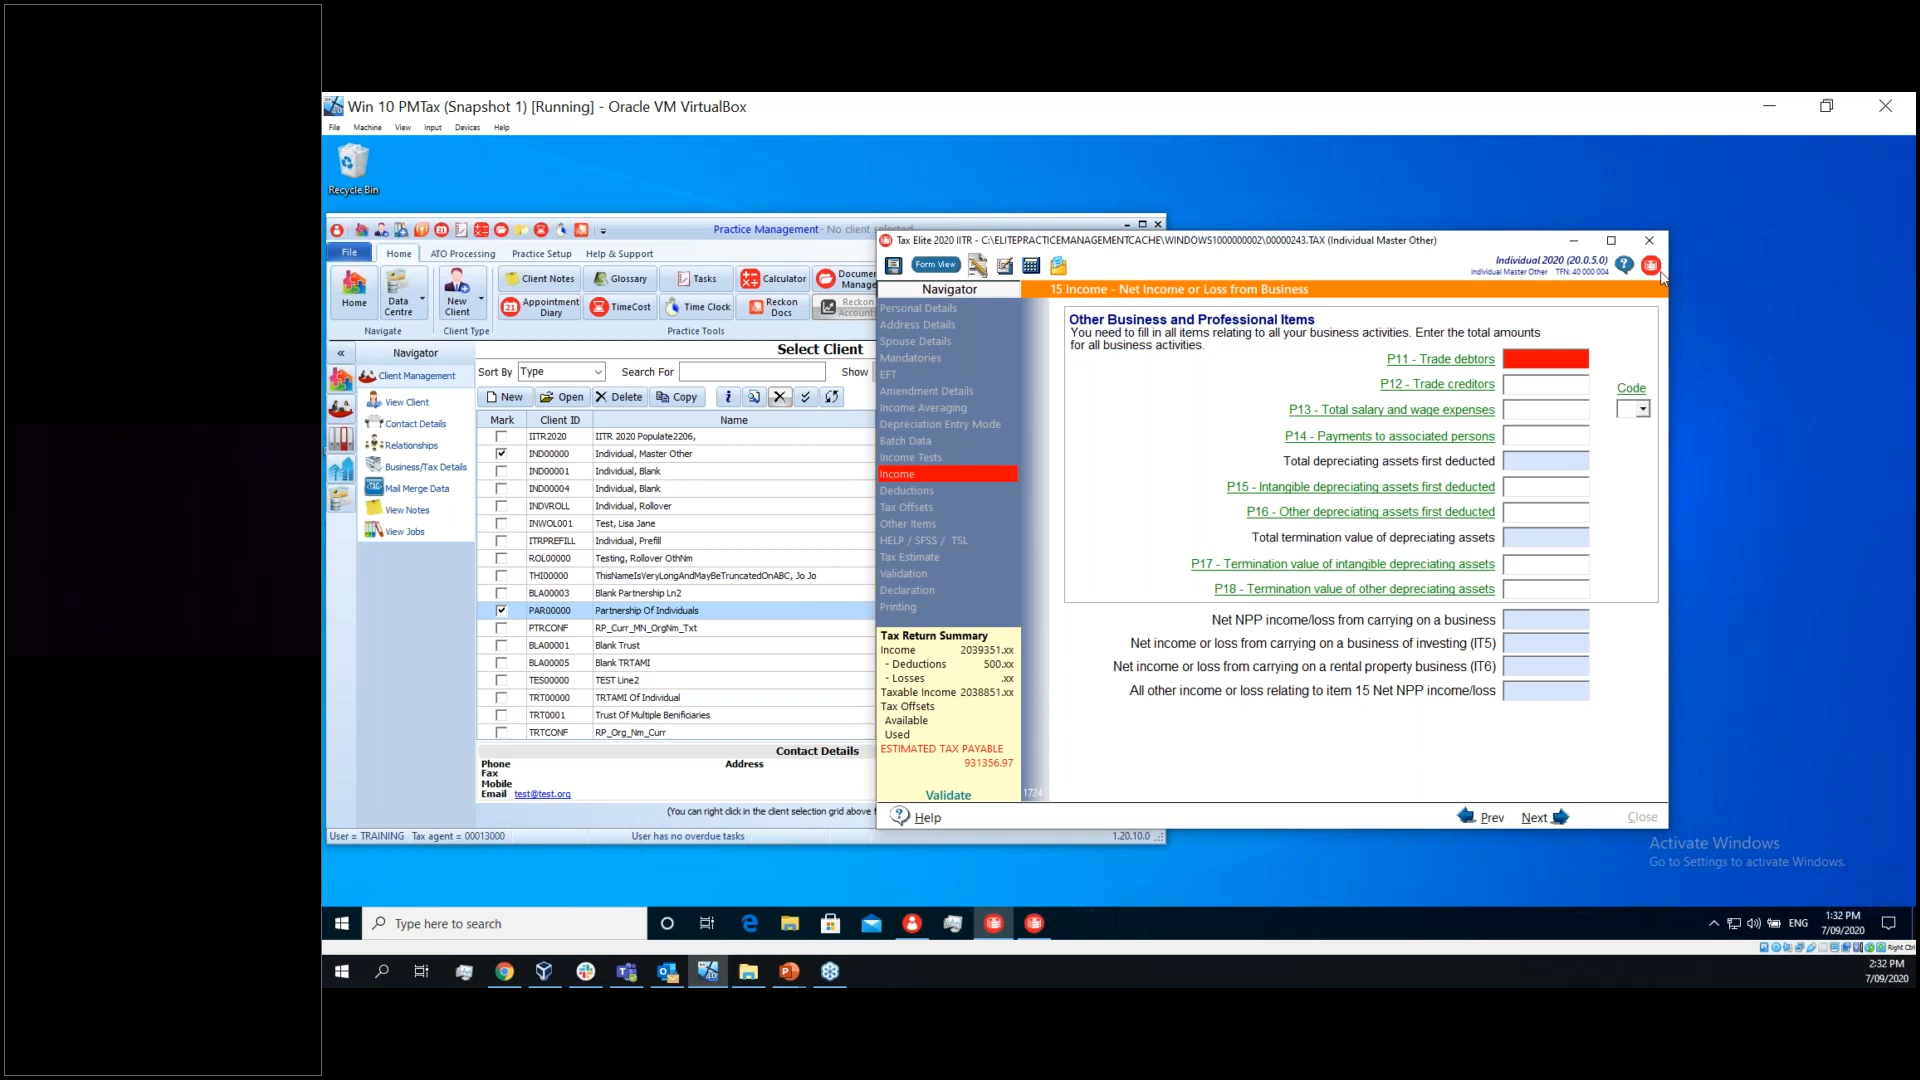 Win 10 PMTax (Snapshot 1) [Running] - Oracle VM VirtualBox
File Machine View Input Devices Help
Recycle Bin
Practice Management - No client selected
File Home ATO Processing Practice Setup Help & Support
Home
Data Centre
New Client
Client Notes Glossary Tasks Calculator
Appointment Diary TimeCost Time Clock Reckon Docs
Navigate Client Type Practice Tools
Navigator
Client Management
View Client
Contact Details
Relationships
Business/Tax Details
Mail Merge Data
View Notes
View Jobs
Select Client
Sort By Type Search For Show
New Open Delete Copy
Mark Client ID Name
IITR2020 IITR 2020 Populate2206,
IND00000 Individual, Master Other
IND00001 Individual, Blank
IND00004 Individual, Blank
INDVROLL Individual, Rollover
INWOL001 Test, Lisa Jane
ITRPREFILL Individual, Prefill
ROL00000 Testing, Rollover OthNm
THI00000 ThisNameIsVeryLongAndMayBeTruncatedOnABC, Jo Jo
BLA00003 Blank Partnership Ln2
PAR00000 Partnership Of Individuals
PTRCONF RP_Curr_MN_OrgNm_Txt
BLA00001 Blank Trust
BLA00005 Blank TRTAMI
TES00000 TEST Line2
TRT00000 TRTAMI Of Individual
TRT0001 Trust Of Multiple Benificiaries
TRTCONF RP_Org_Nm_Curr
Contact Details
Phone Address
Fax
Mobile
Email test@test.org
(You can right click in the client selection grid above
User = TRAINING Tax agent = 00013000 User has no overdue tasks 1.20.10.0
Tax Elite 2020 IITR - C:\ELITEPRACTICEMANAGEMENTCACHE\WINDOWS1000000002\00000243.TAX (Individual Master Other)
Form View
Individual 2020 (20.0.5.0)
Individual Master Other TFN: 40 000 004
Navigator
15 Income - Net Income or Loss from Business
Personal Details
Address Details
Spouse Details
Mandatories
EFT
Amendment Details
Income Averaging
Depreciation Entry Mode
Batch Data
Income Tests
Income
Deductions
Tax Offsets
Other Items
HELP / SFSS / TSL
Tax Estimate
Validation
Declaration
Printing
Tax Return Summary
Income 2039351.xx
- Deductions 500.xx
- Losses .xx
Taxable Income 2038851.xx
Tax Offsets
Available
Used
ESTIMATED TAX PAYABLE
931356.97
Validate
1724
Other Business and Professional Items
You need to fill in all items relating to all your business activities. Enter the total amounts
for all business activities.
P11 - Trade debtors
P12 - Trade creditors
Code
P13 - Total salary and wage expenses
P14 - Payments to associated persons
Total depreciating assets first deducted
P15 - Intangible depreciating assets first deducted
P16 - Other depreciating assets first deducted
Total termination value of depreciating assets
P17 - Termination value of intangible depreciating assets
P18 - Termination value of other depreciating assets
Net NPP income/loss from carrying on a business
Net income or loss from carrying on a business of investing (IT5)
Net income or loss from carrying on a rental property business (IT6)
All other income or loss relating to item 15 Net NPP income/loss
Help Prev Next Close
Activate Windows
Go to Settings to activate Windows.
Type here to search
ENG
1:32 PM
7/09/2020
Right Ctrl
2:32 PM
7/09/2020